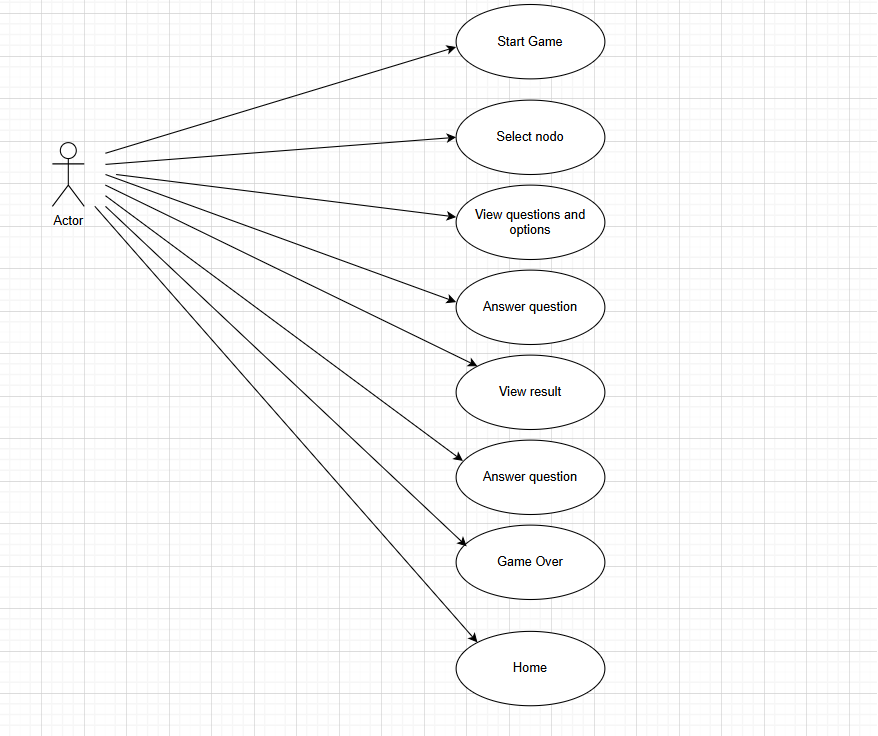 Start Game
Select nodo
View questions and
options
Actor
Answer question
View result
Answer question
Game Over
Home